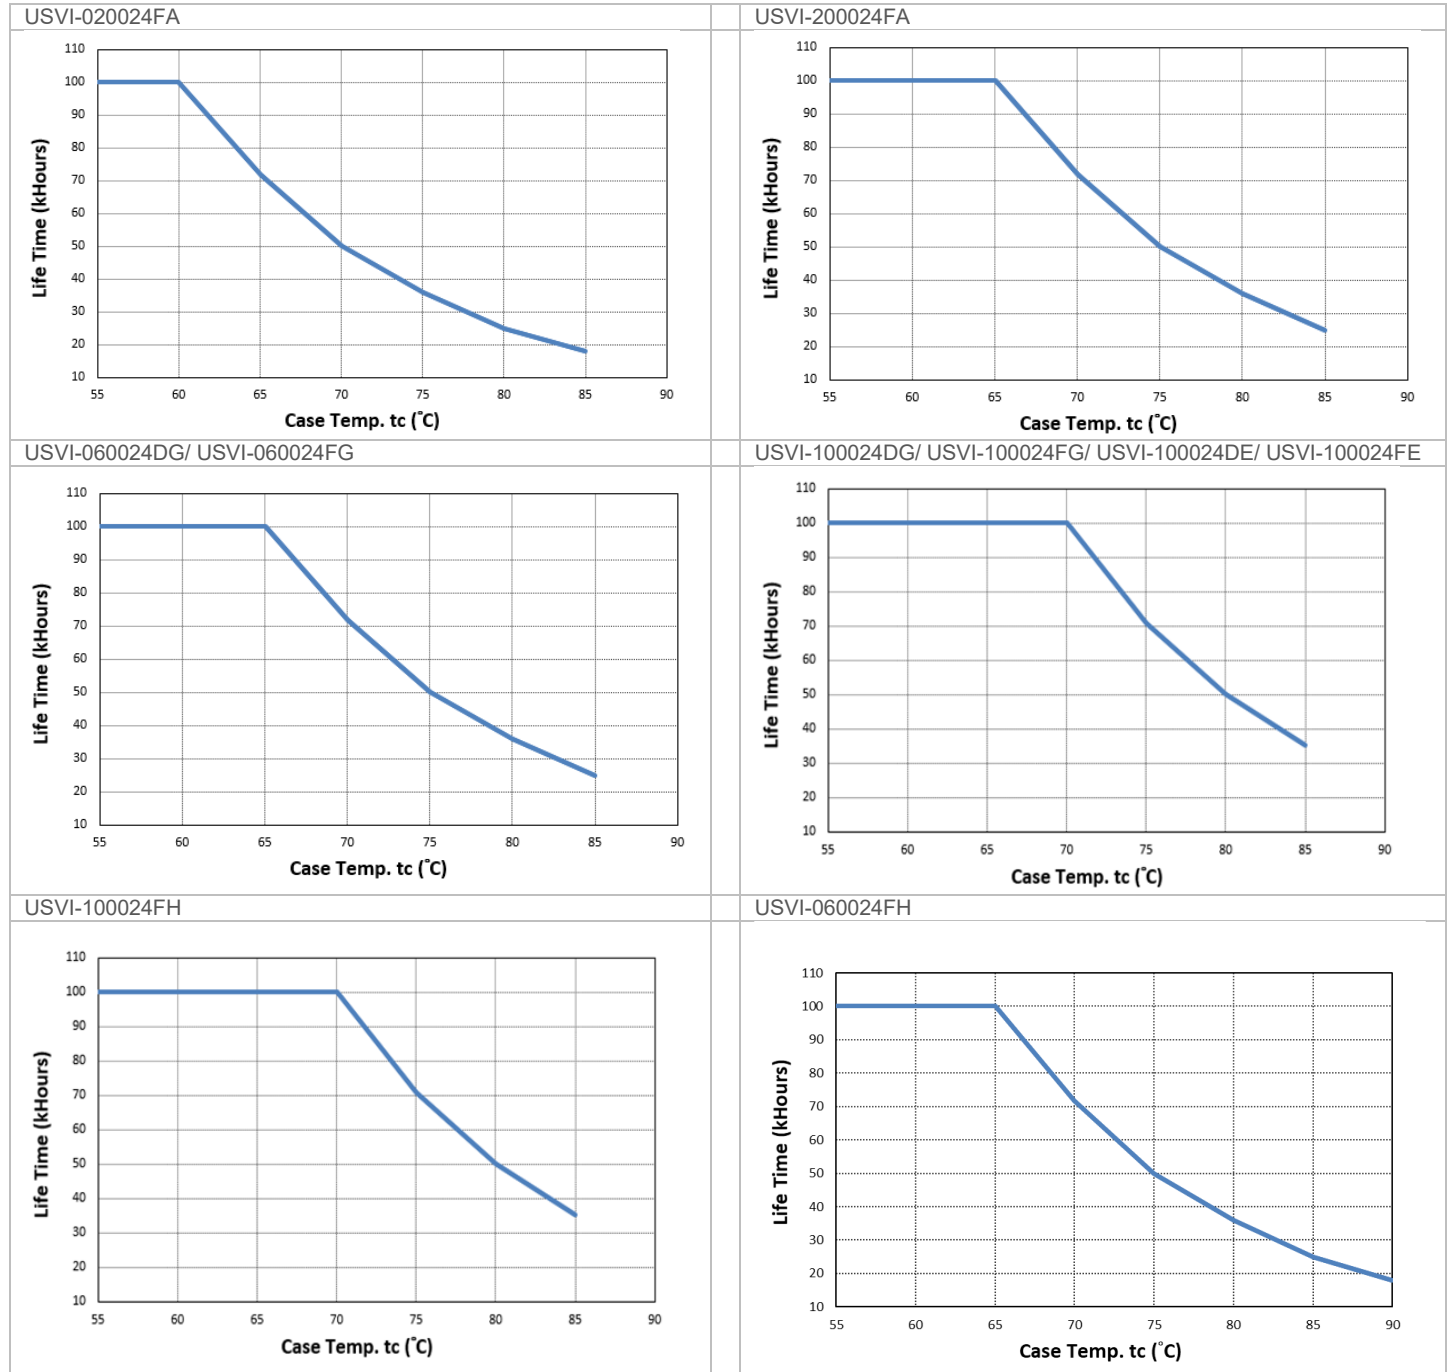 USVI-020024FA
110
100
90
80
70
60
50
40
30
20
10
Life Time (kHours)
55 60 65 70 75 80 85 90
Case Temp. tc (˚C)
USVI-200024FA
110
100
90
80
70
60
50
40
30
20
10
Life Time (kHours)
55 60 65 70 75 80 85 90
Case Temp. tc (˚C)
USVI-060024DG/ USVI-060024FG
110
100
90
80
70
60
50
40
30
20
10
Life Time (kHours)
55 60 65 70 75 80 85 90
Case Temp. tc (˚C)
USVI-100024DG/ USVI-100024FG/ USVI-100024DE/ USVI-100024FE
110
100
90
80
70
60
50
40
30
20
10
Life Time (kHours)
55 60 65 70 75 80 85 90
Case Temp. tc (˚C)
USVI-100024FH
110
100
90
80
70
60
50
40
30
20
10
Life Time (kHours)
55 60 65 70 75 80 85 90
Case Temp. tc (˚C)
USVI-060024FH
110
100
90
80
70
60
50
40
30
20
10
Life Time (kHours)
55 60 65 70 75 80 85 90
Case Temp. tc (˚C)